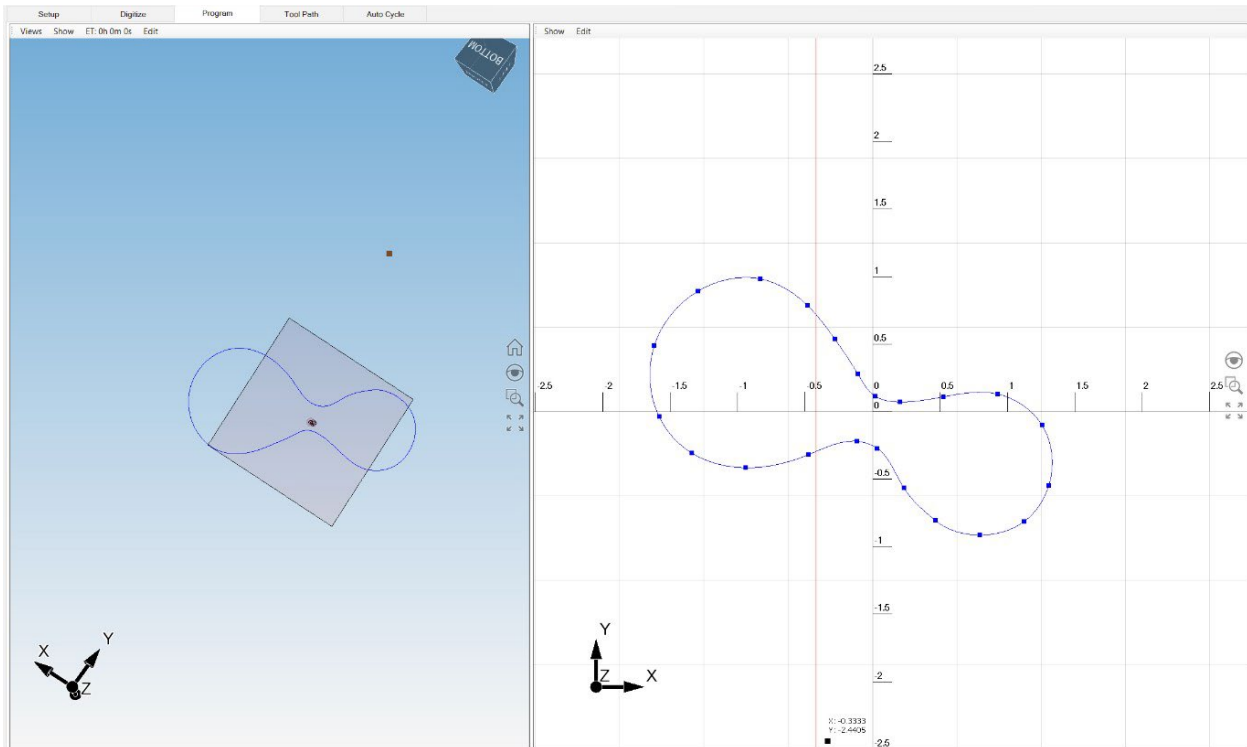 Setup Digitize Program Tool Path Auto Cycle
Views Show ET: 0h 0m 0s Edit
Show Edit
BOTTOM
2.5
2
1.5
1
0.5
-2.5 -2 -1.5 -1 -0.5 0 0.5 1 1.5 2 2.5
0
-0.5
-1
-1.5
Y
X Y
Z X
Z
-2
X: -0.3333
Y: -2.4405
-2.5